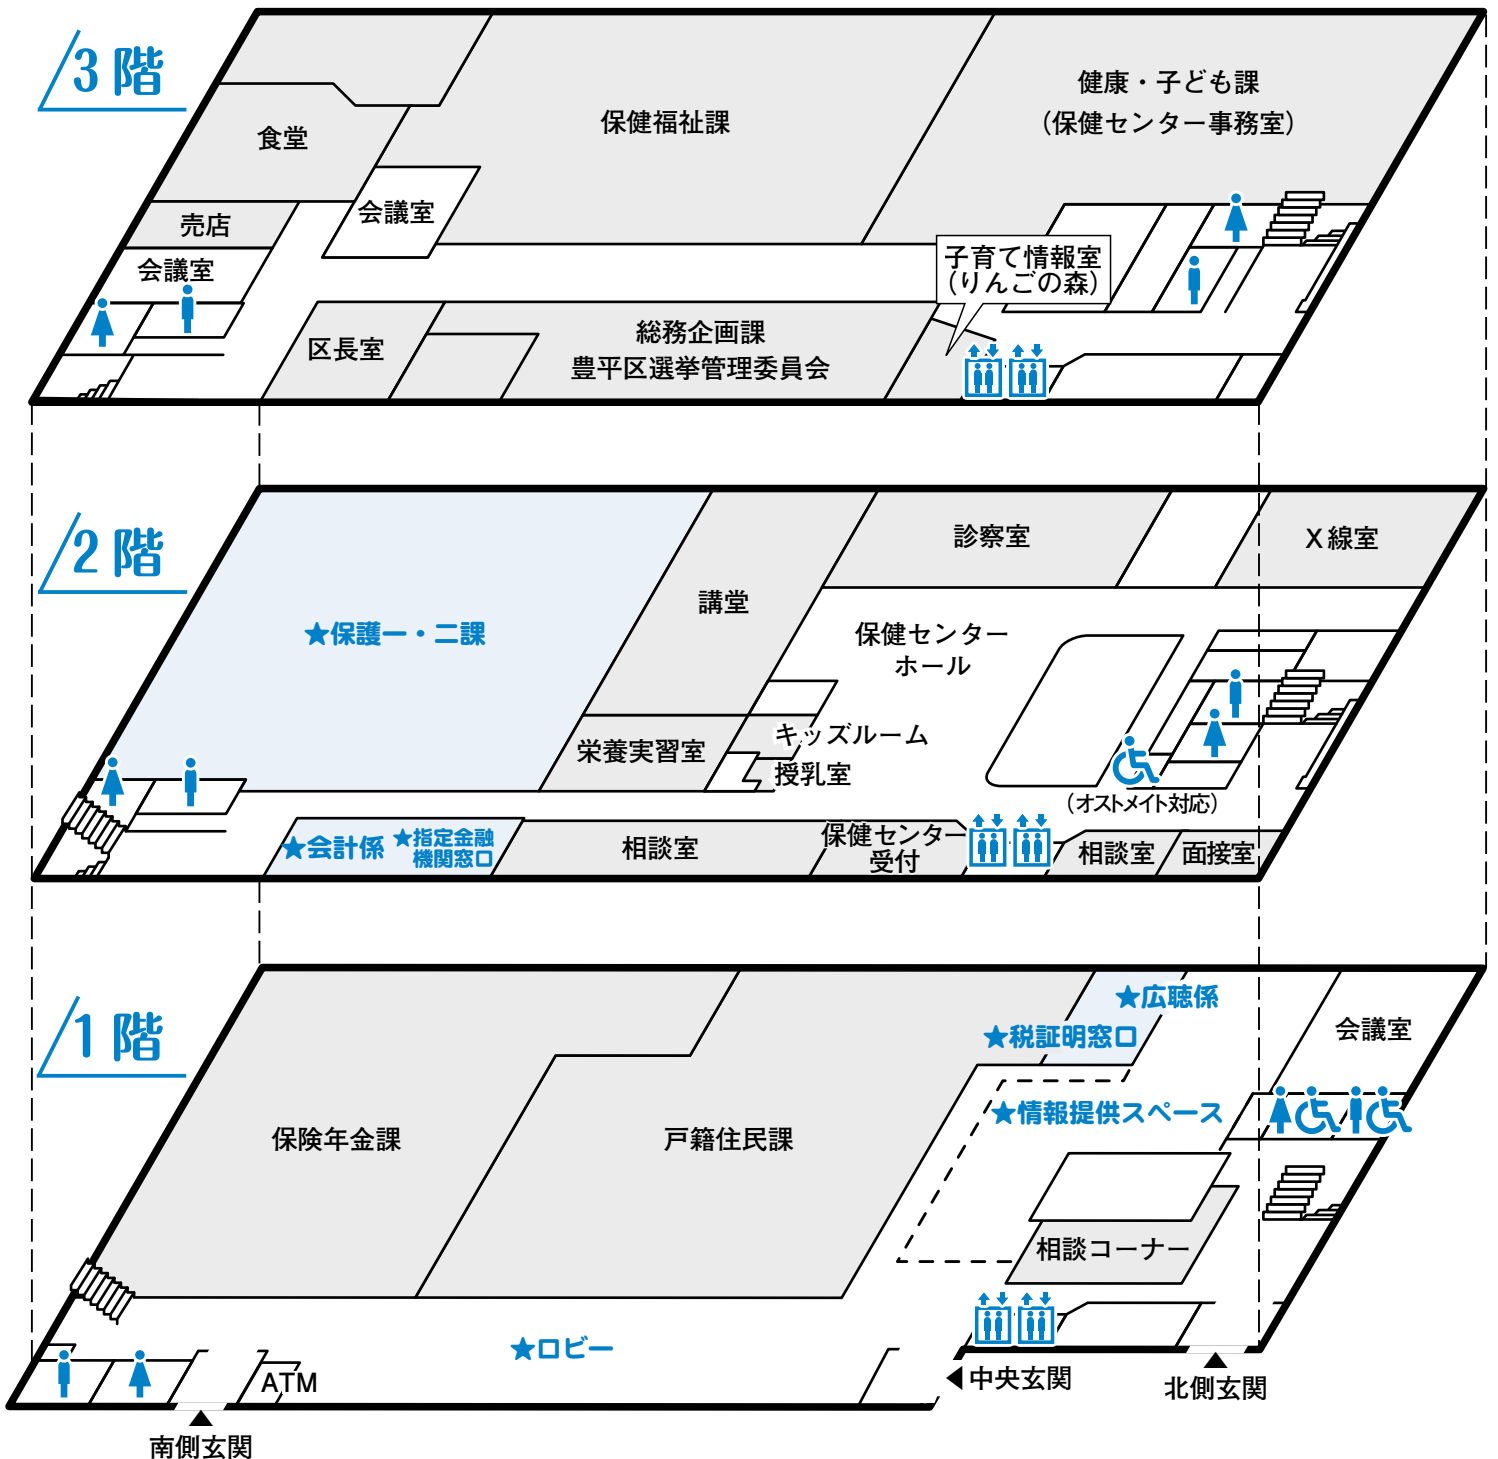 3階
健康・子ども課
(保健センター事務室)
保健福祉課
食堂
会議室
売店
子育て情報室
(りんごの森)
会議室
区長室
総務企画課
豊平区選挙管理委員会
2階
診察室
X線室
講堂
★保護一・二課
保健センター
ホール
キッズルーム
栄養実習室
授乳室
(オストメイト対応)
★会計係
★指定金融
機関窓口
相談室
保健センター
受付
相談室
面接室
1階
★広聴係
★税証明窓口
会議室
★情報提供スペース
保険年金課
戸籍住民課
相談コーナー
★ロビー
ATM
中央玄関
北側玄関
南側玄関